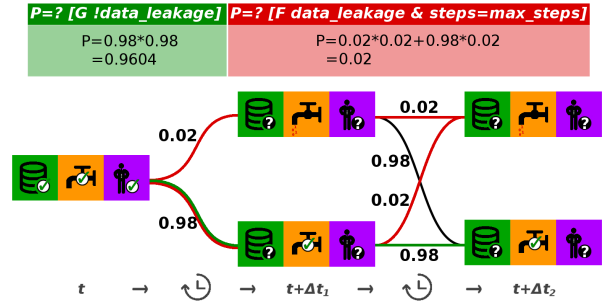 P=? [G !data_leakage]
P=? [F data_leakage & steps=max_steps]
P=0.98*0.98
=0.9604
P=0.02*0.02+0.98*0.02
=0.02
0.02
0.02
0.98
0.02
0.98
0.98
t → → t+Δt₁ → → t+Δt₂